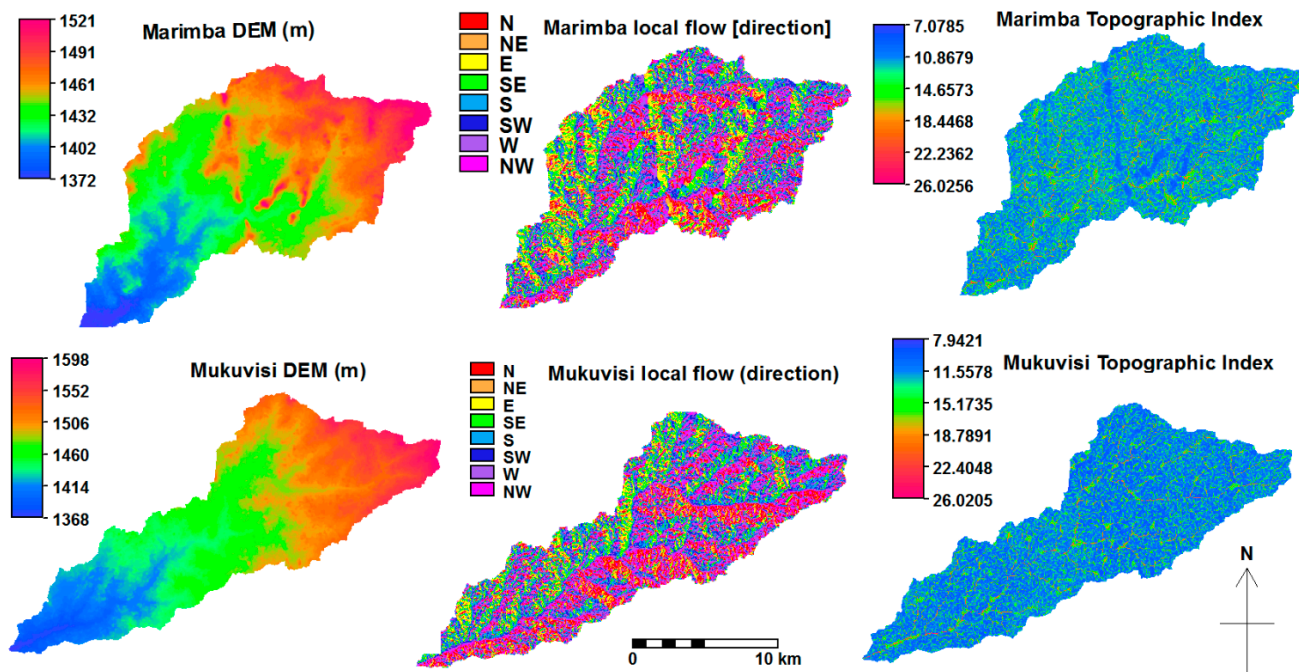 Marimba DEM (m)
1521
1491
1461
1432
1402
1372
Marimba local flow [direction]
N
NE
E
SE
S
SW
W
NW
Marimba Topographic Index
7.0785
10.8679
14.6573
18.4468
22.2362
26.0256
Mukuvisi DEM (m)
1598
1552
1506
1460
1414
1368
Mukuvisi local flow (direction)
N
NE
E
SE
S
SW
W
NW
Mukuvisi Topographic Index
7.9421
11.5578
15.1735
18.7891
22.4048
26.0205
N
0 10 km